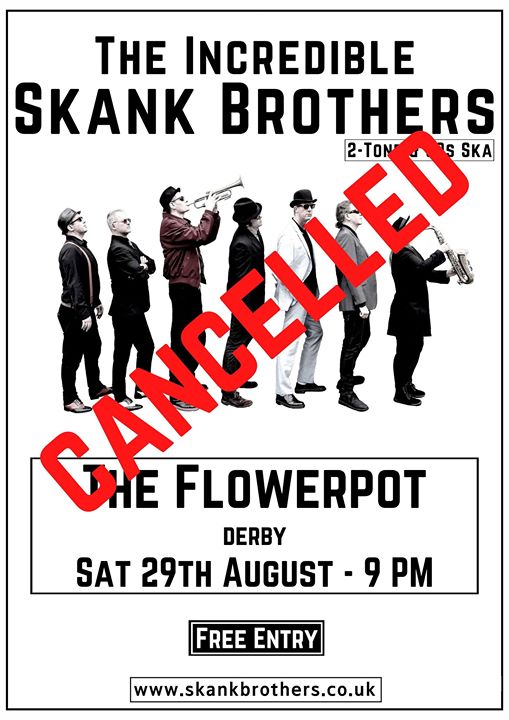 The Incredible
Skank Brothers
2-Tone & Ska
CANCELLED
The Flowerpot
Derby
Sat 29th August - 9 PM
Free Entry
www.skankbrothers.co.uk